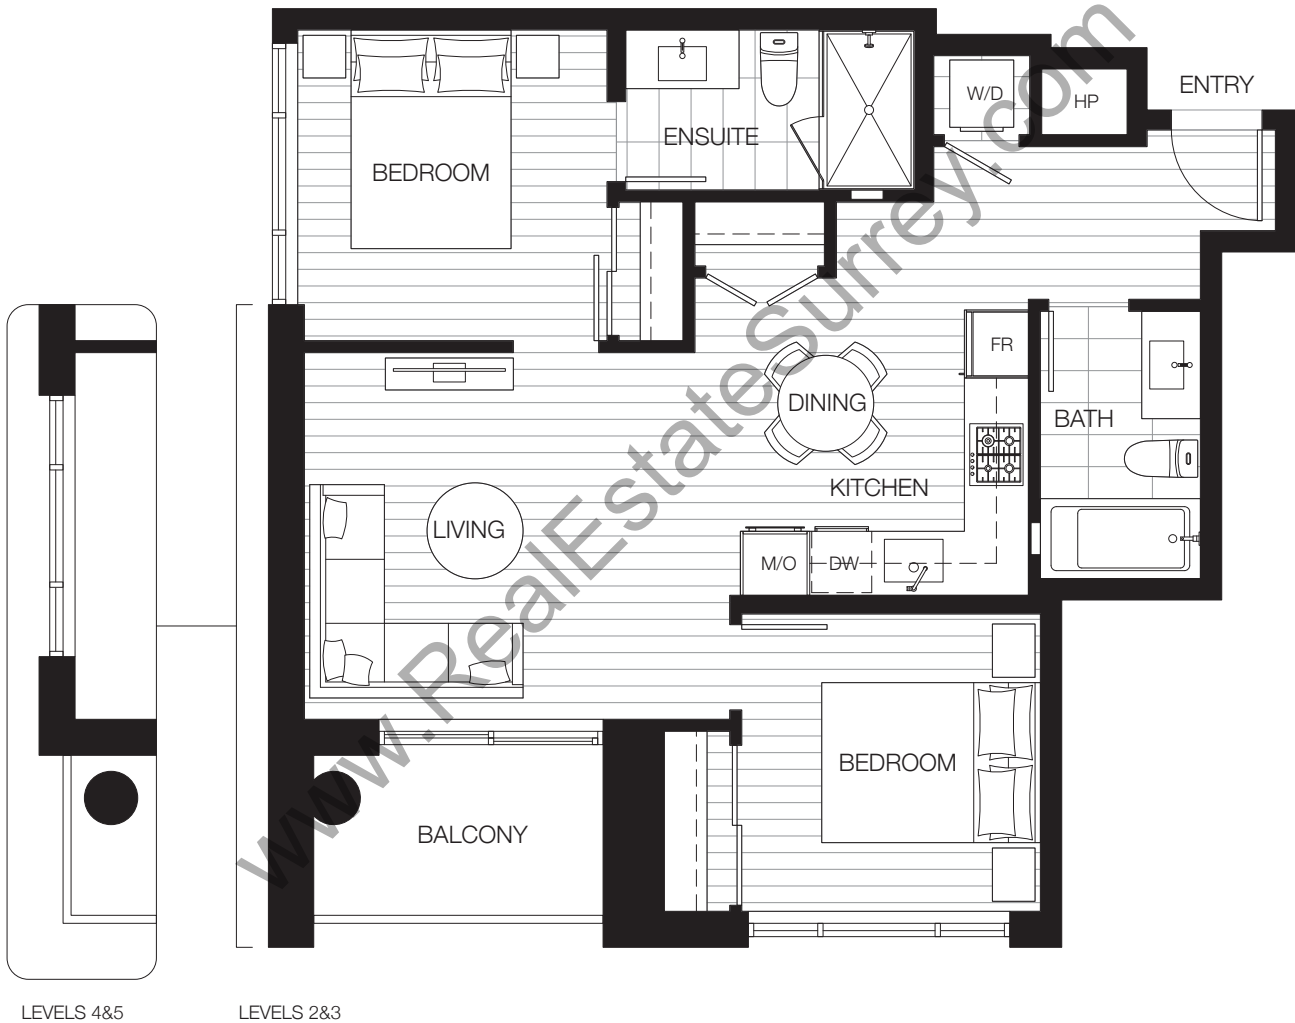 ENTRY
W/D
HP
ENSUITE
BEDROOM
FR
DINING
BATH
KITCHEN
LIVING
M/O
DW
BEDROOM
BALCONY
www.RealEstateSurrey.com
LEVELS 4&5
LEVELS 2&3